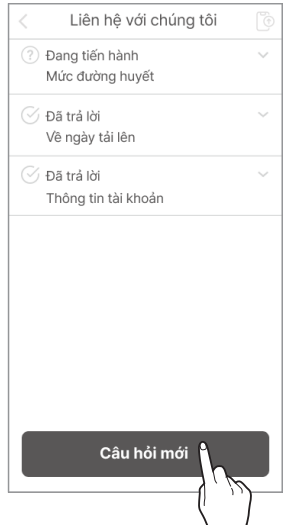 Liên hệ với chúng tôi
Đang tiến hành
Mức đường huyết
Đã trả lời
Về ngày tải lên
Đã trả lời
Thông tin tài khoản
Câu hỏi mới